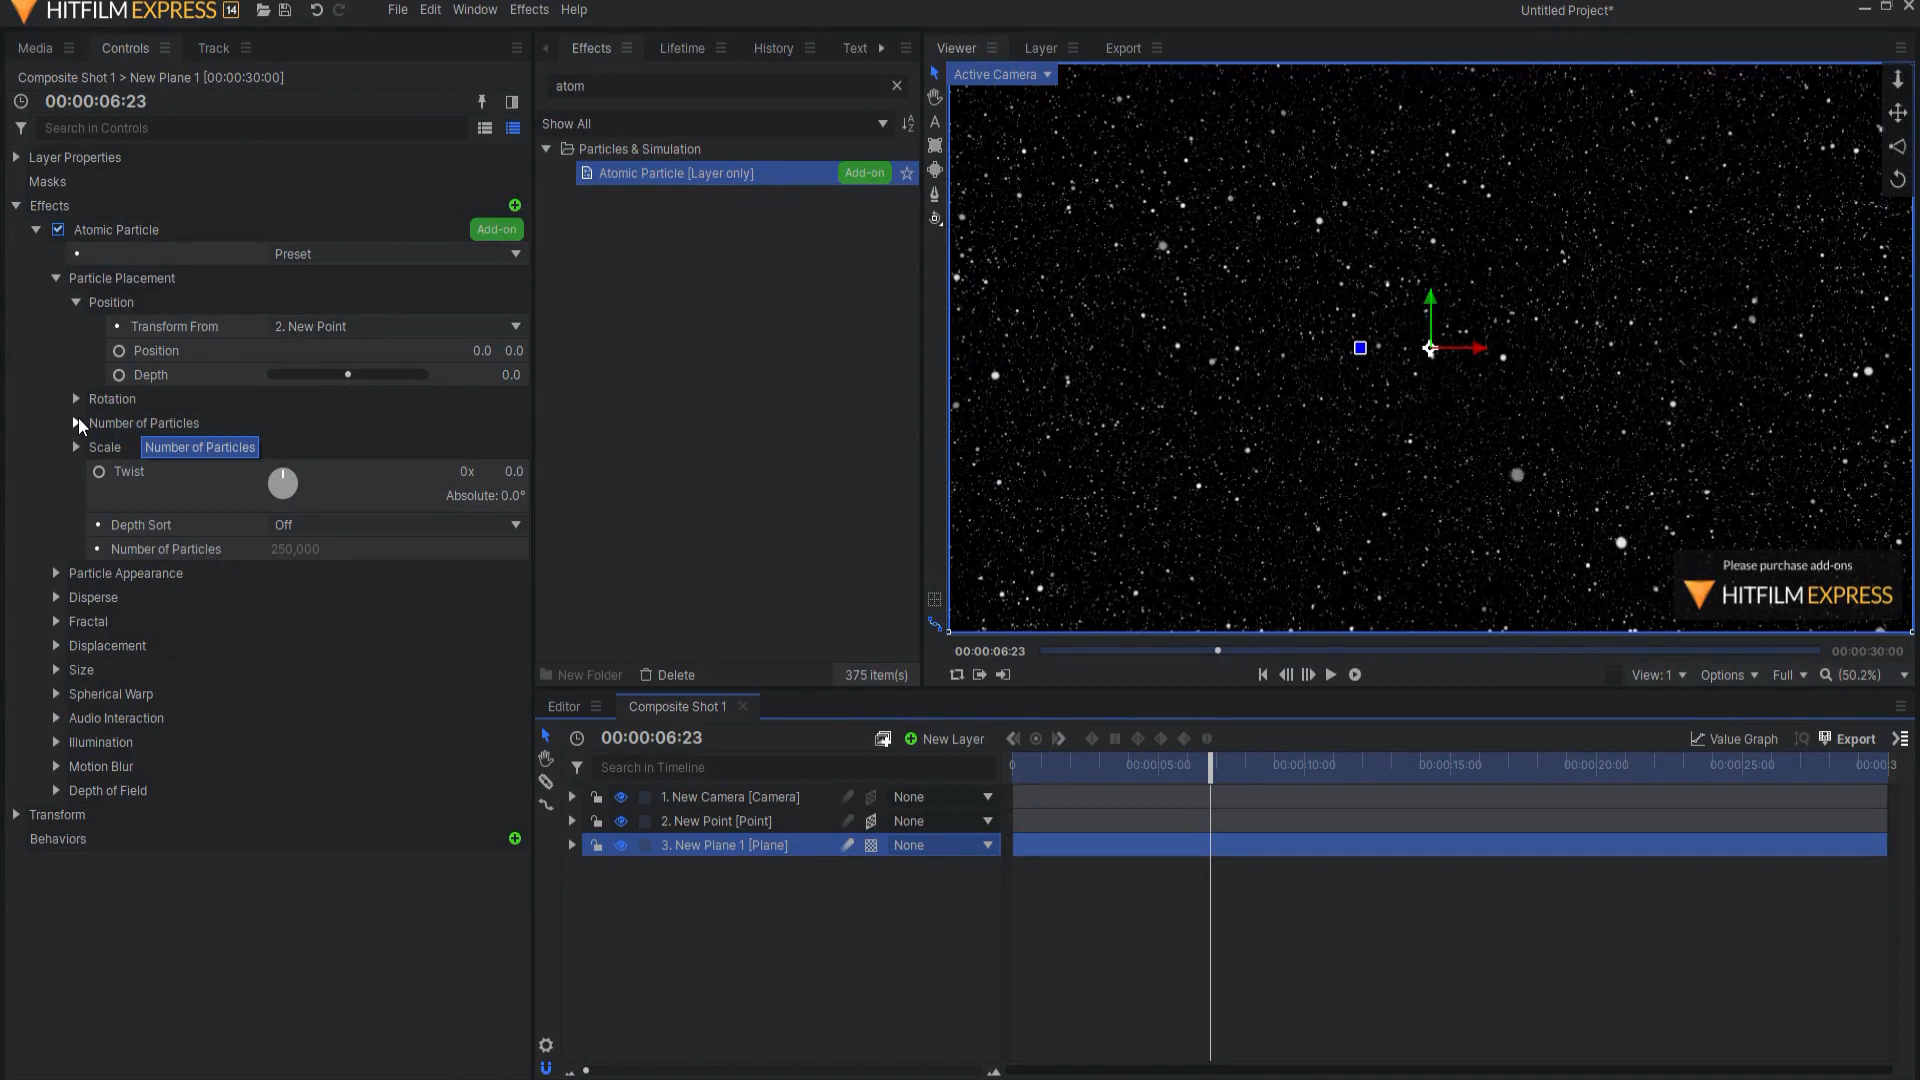 HITFILM EXPRESS 14
File Edit Window Effects Help
Untitled Project*
Media Controls Track
Composite Shot 1 > New Plane 1 [00:00:30:00]
00:00:06:23
Search in Controls
Layer Properties
Masks
Effects
Atomic Particle Add-on
Preset
Particle Placement
Position
Transform From 2. New Point
Position 0.0 0.0
Depth 0.0
Rotation
Number of Particles
Scale Number of Particles
Twist 0x 0.0
Absolute: 0.0°
Depth Sort Off
Number of Particles 250,000
Particle Appearance
Disperse
Fractal
Displacement
Size
Spherical Warp
Audio Interaction
Illumination
Motion Blur
Depth of Field
Transform
Behaviors
Effects Lifetime History Text
atom
Show All
Particles & Simulation
Atomic Particle [Layer only] Add-on
New Folder Delete 375 item(s)
Viewer Layer Export
Active Camera
Please purchase add-ons
HITFILM EXPRESS
00:00:06:23 00:00:30:00
View: 1 Options Full (50.2%)
Editor Composite Shot 1
00:00:06:23 New Layer Value Graph Export
Search in Timeline
0 00:00:05:00 00:00:10:00 00:00:15:00 00:00:20:00 00:00:25:00 00:00:3
1. New Camera [Camera] None
2. New Point [Point] None
3. New Plane 1 [Plane] None